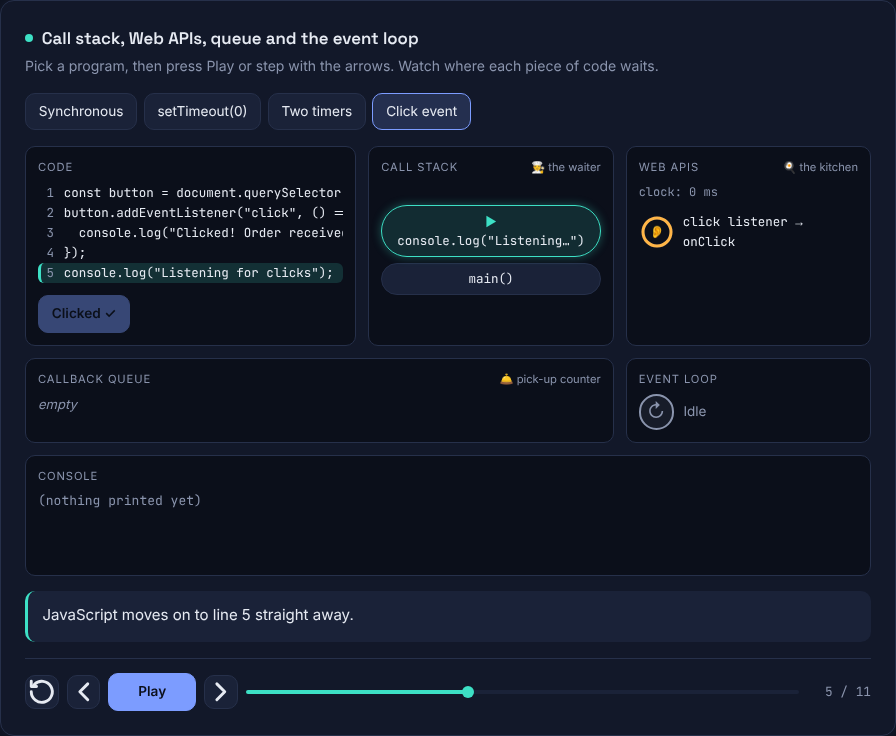 Call stack, Web APIs, queue and the event loop
Pick a program, then press Play or step with the arrows. Watch where each piece of code waits.
Synchronous
setTimeout(0)
Two timers
Click event
CODE
1 const button = document.querySelector
2 button.addEventListener("click", () =
3 console.log("Clicked! Order received
4 });
5 console.log("Listening for clicks");
Clicked ✓
CALL STACK
the waiter
console.log("Listening…")
main()
WEB APIS
the kitchen
clock: 0 ms
click listener →
onClick
CALLBACK QUEUE
pick-up counter
empty
EVENT LOOP
Idle
CONSOLE
(nothing printed yet)
JavaScript moves on to line 5 straight away.
Play
5 / 11